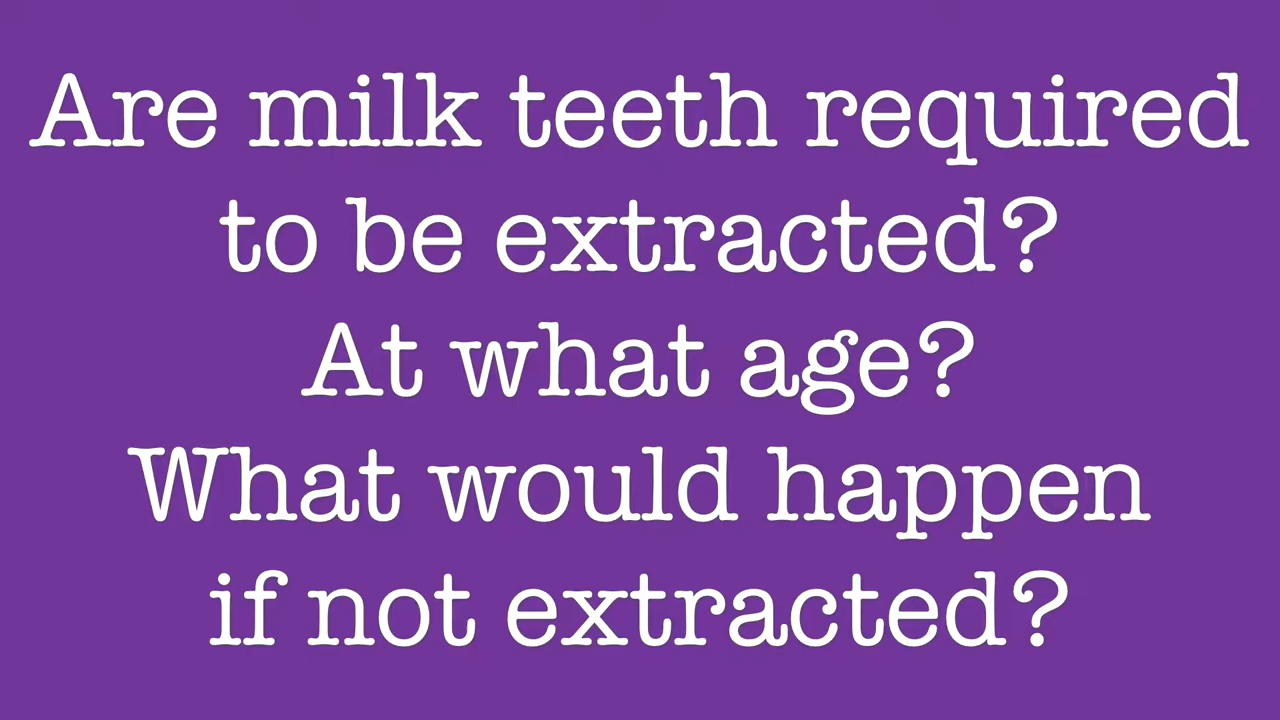 Are milk teeth required
to be extracted?
At what age?
What would happen
if not extracted?